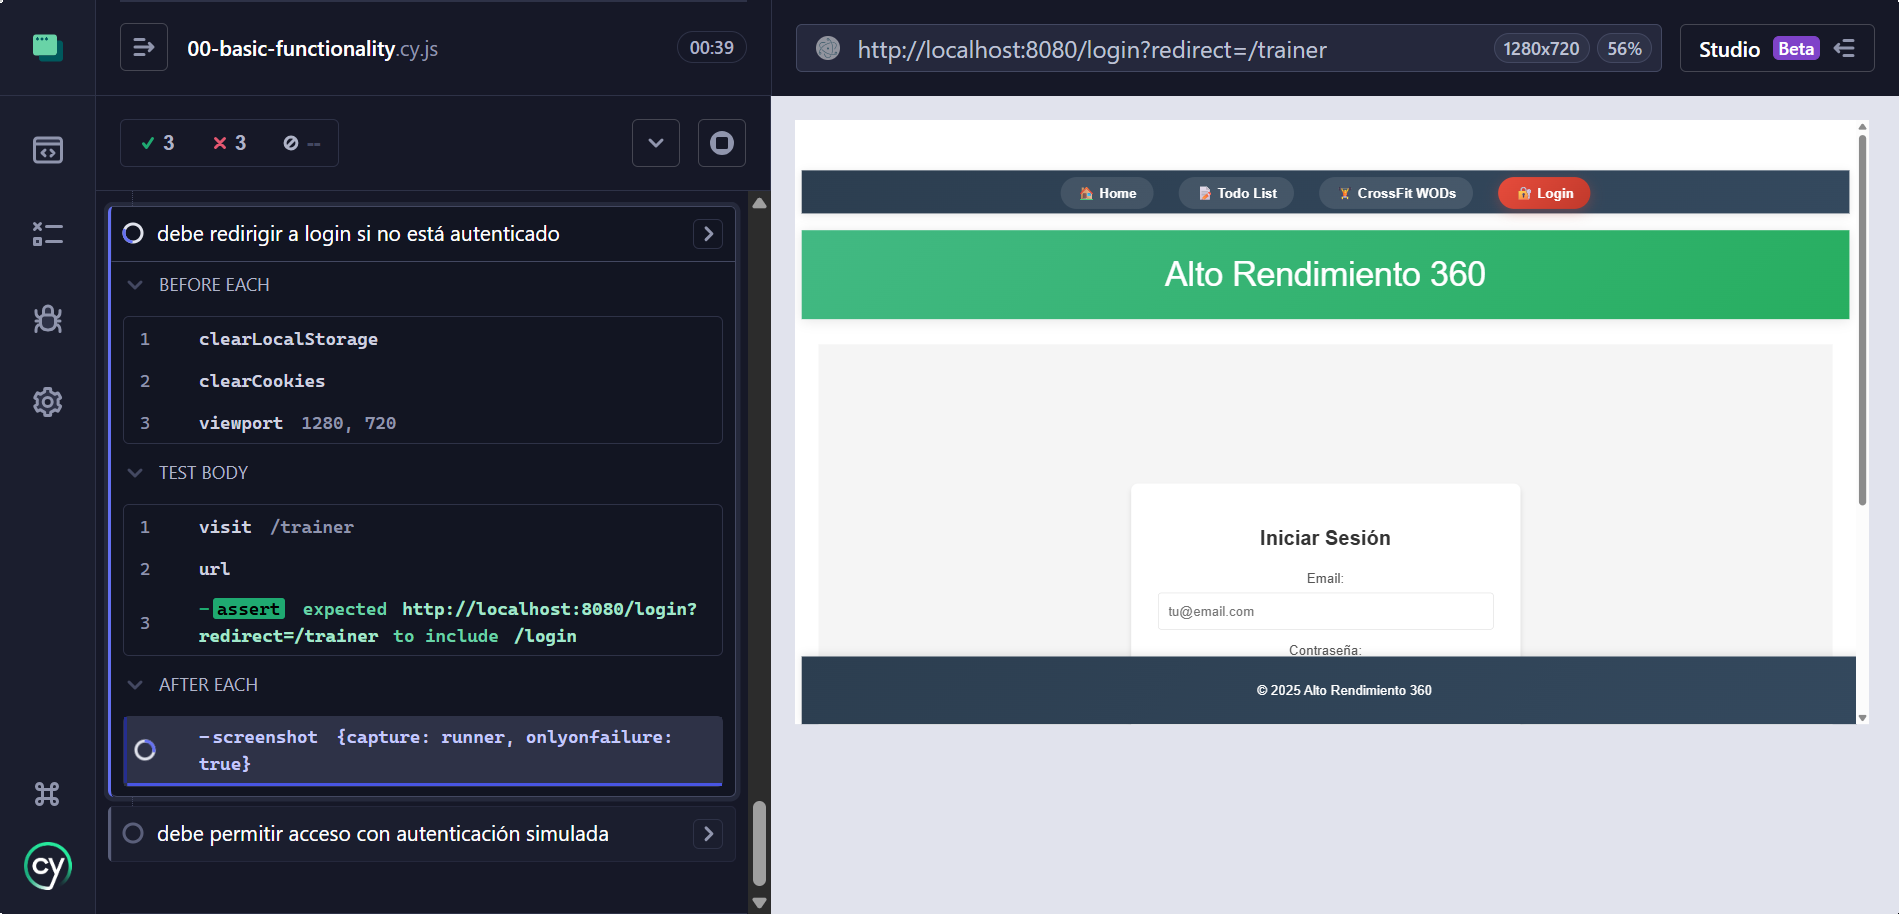 00-basic-functionality.cy.js
00:39
3
3
--
debe redirigir a login si no está autenticado
BEFORE EACH
1 clearLocalStorage
2 clearCookies
3 viewport 1280, 720
TEST BODY
1 visit /trainer
2 url
3 -assert expected http://localhost:8080/login?
redirect=/trainer to include /login
AFTER EACH
-screenshot {capture: runner, onlyonfailure:
true}
debe permitir acceso con autenticación simulada
cy
http://localhost:8080/login?redirect=/trainer
1280x720
56%
Studio Beta
Home
Todo List
CrossFit WODs
Login
Alto Rendimiento 360
Iniciar Sesión
Email:
tu@email.com
Contraseña:
© 2025 Alto Rendimiento 360